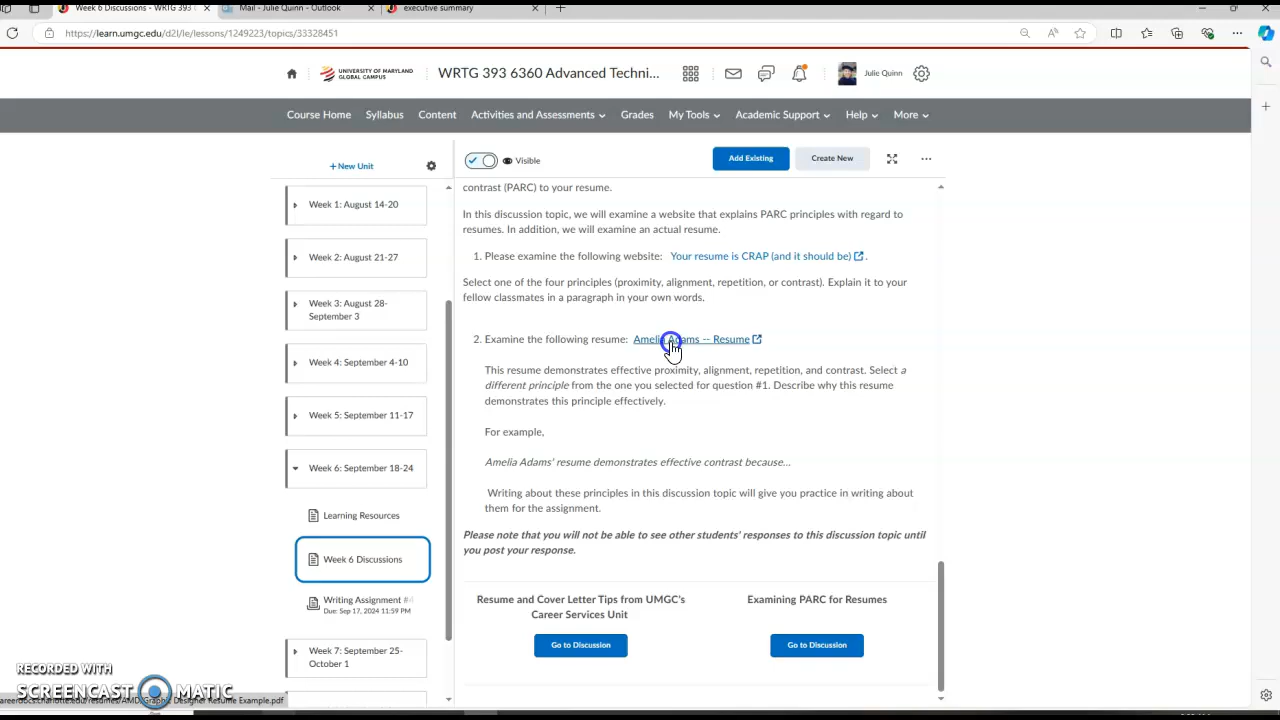 Week 6 Discussions - WRTG 393
Mail - Julie Quinn - Outlook
executive summary
https://learn.umgc.edu/d2l/le/lessons/1249223/topics/33328451
UNIVERSITY OF MARYLAND
GLOBAL CAMPUS
WRTG 393 6360 Advanced Techni...
Julie Quinn
Course Home Syllabus Content Activities and Assessments Grades My Tools Academic Support Help More
+ New Unit
Visible
Add Existing
Create New
Week 1: August 14-20
Week 2: August 21-27
Week 3: August 28-
September 3
Week 4: September 4-10
Week 5: September 11-17
Week 6: September 18-24
Learning Resources
Week 6 Discussions
Writing Assignment #4
Due: Sep 17, 2024 11:59 PM
Week 7: September 25-
October 1
contrast (PARC) to your resume.
In this discussion topic, we will examine a website that explains PARC principles with regard to
resumes. In addition, we will examine an actual resume.
1. Please examine the following website: Your resume is CRAP (and it should be) .
Select one of the four principles (proximity, alignment, repetition, or contrast). Explain it to your
fellow classmates in a paragraph in your own words.
2. Examine the following resume: Amelia Adams -- Resume
This resume demonstrates effective proximity, alignment, repetition, and contrast. Select a
different principle from the one you selected for question #1. Describe why this resume
demonstrates this principle effectively.
For example,
Amelia Adams' resume demonstrates effective contrast because...
Writing about these principles in this discussion topic will give you practice in writing about
them for the assignment.
Please note that you will not be able to see other students' responses to this discussion topic until
you post your response.
Resume and Cover Letter Tips from UMGC's
Career Services Unit
Go to Discussion
Examining PARC for Resumes
Go to Discussion
RECORDED WITH
SCREENCAST MATIC
Designer Resume Example.pdf